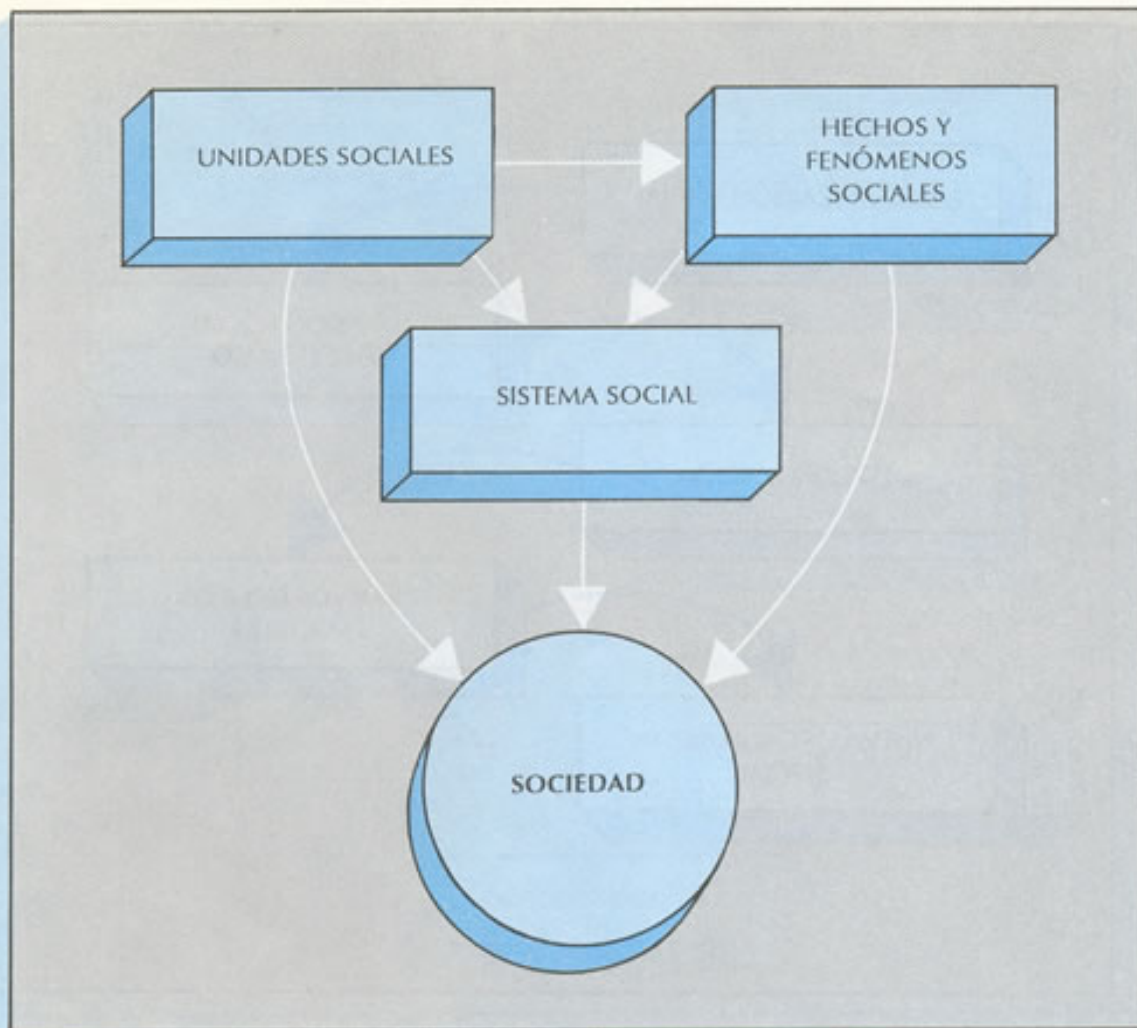 UNIDADES SOCIALES
HECHOS Y
FENÓMENOS
SOCIALES
SISTEMA SOCIAL
SOCIEDAD